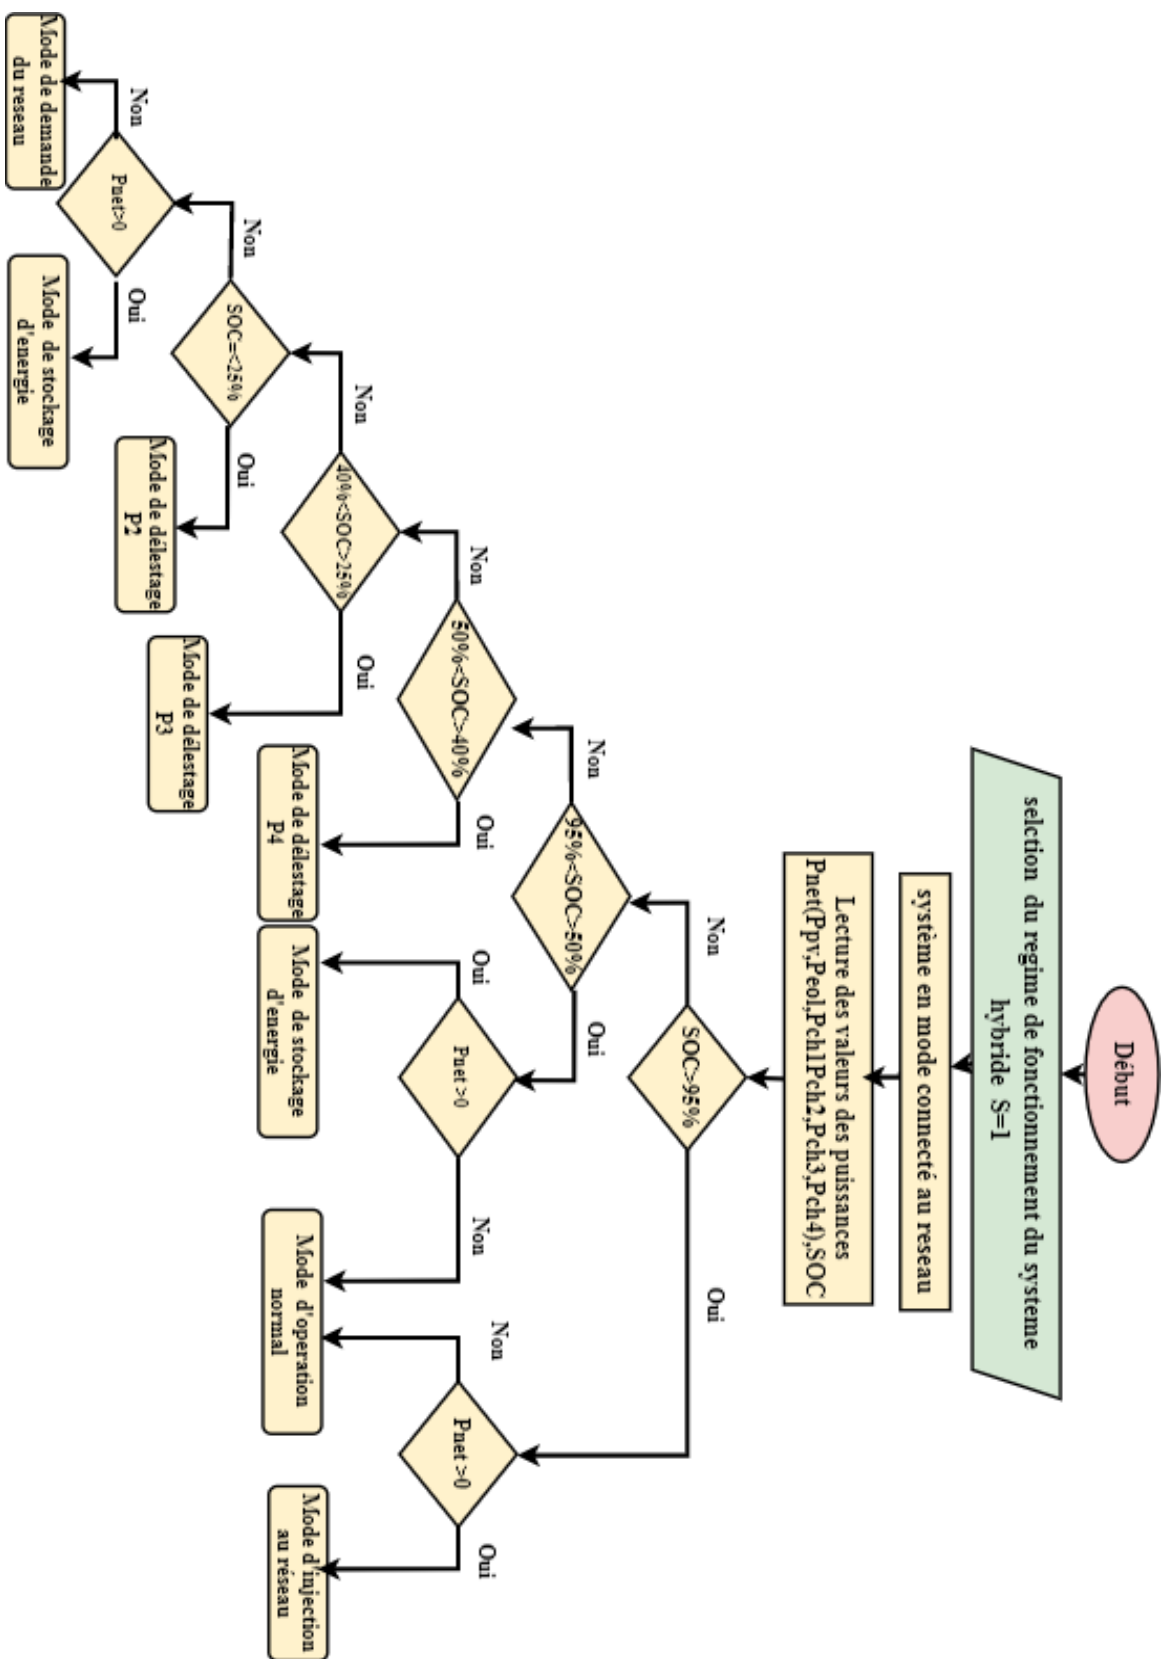 Début
selction du regime de fonctionnement du systeme
hybride S=1
système en mode connecté au reseau
Lecture des valeurs des puissances
Pnet(Ppv,Peol,Pch1Pch2,Pch3,Pch4),SOC
SOC>95%
Non
Oui
95%<SOC>50%
Non
Oui
Pnet >0
Non
Oui
Mode d'operation
normal
Mode d'injection
au réseau
Pnet >0
Oui
Non
Mode de stockage
d'energie
50%<SOC>40%
Non
Oui
Mode de délestage
P4
40%<SOC>25%
Non
Oui
Mode de délestage
P3
SOC=<25%
Non
Oui
Mode de délestage
P2
Pnet>0
Non
Oui
Mode de demande
du reseau
Mode de stockage
d'energie